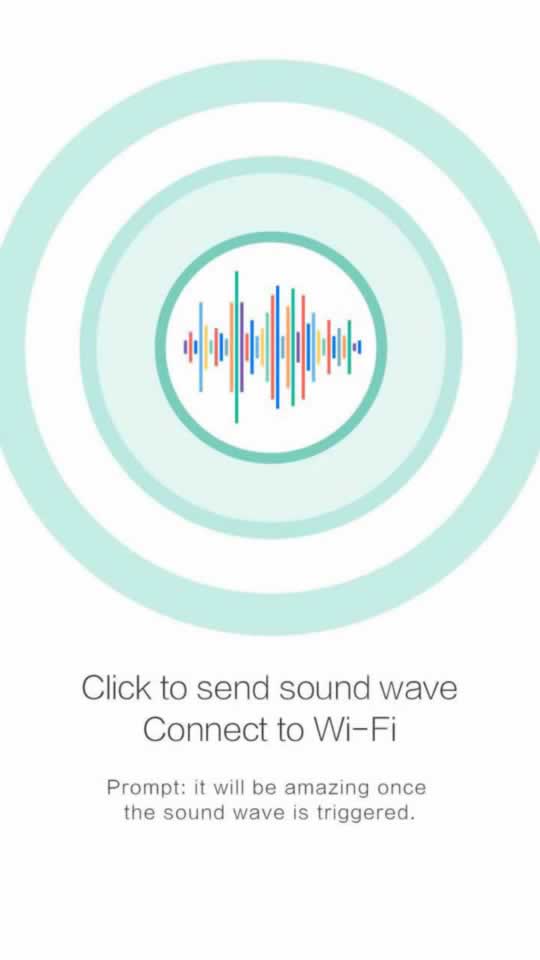 Click to send sound wave
Connect to Wi-Fi
Prompt: it will be amazing once
the sound wave is triggered.